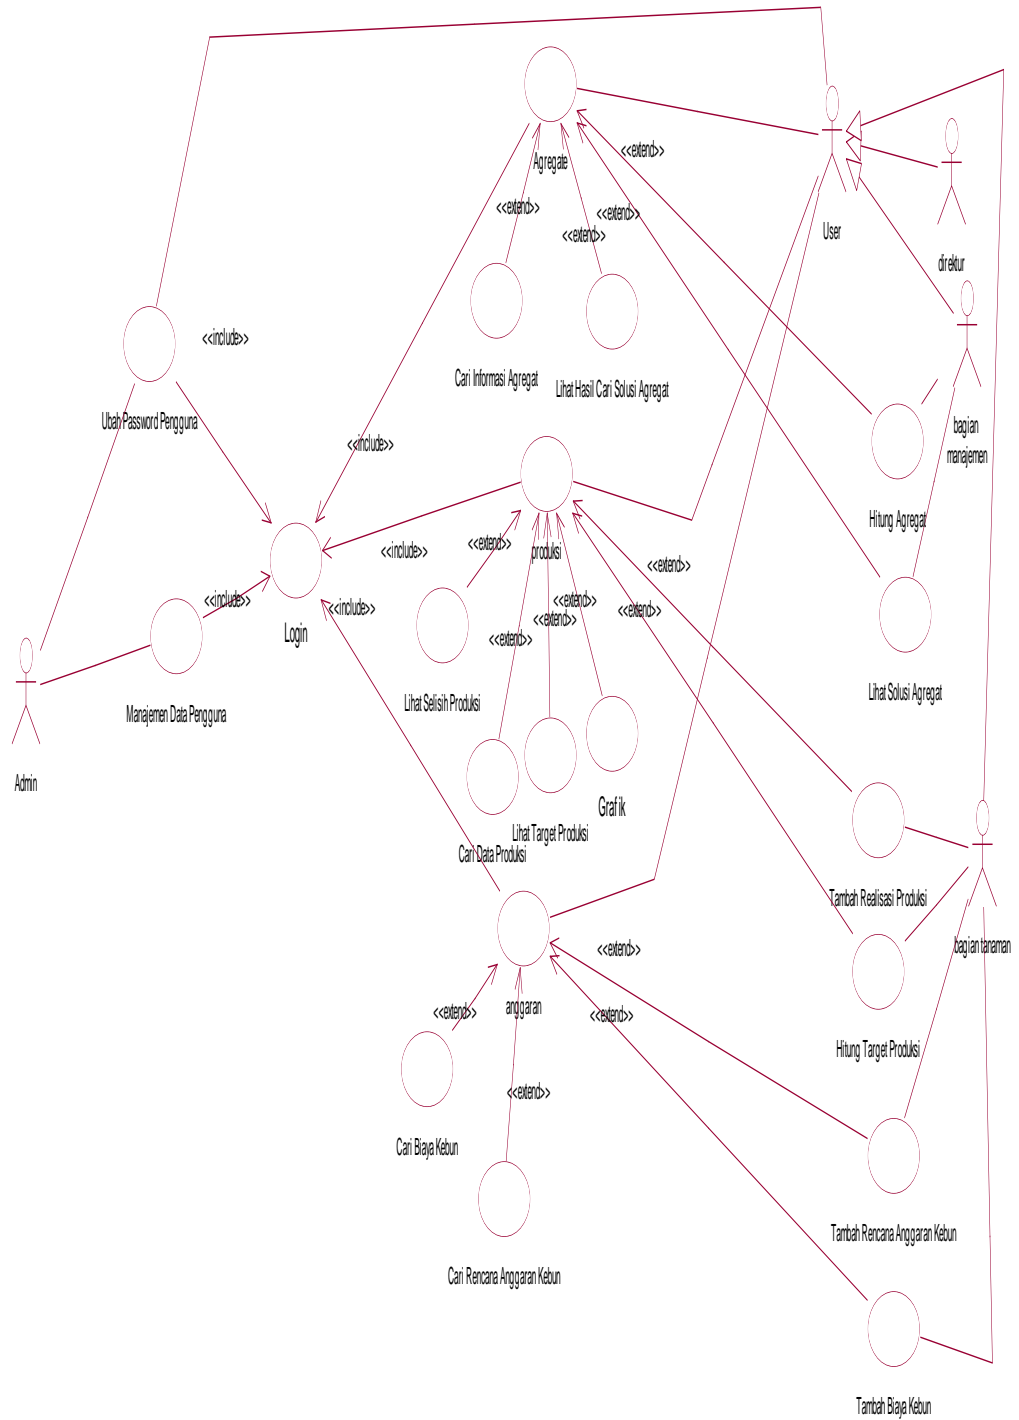 Agregate
<<extend>>
<<extend>>
<<extend>>
<<extend>>
User
direktur
<<include>>
Cari Informasi Agregat
Lihat Hasil Cari Solusi Agregat
Ubah Password Pengguna
<<include>>
bagian
manajemen
Hitung Agregat
<<include>>
<<extend>>
produksi
<<extend>>
<<include>>
<<include>>
<<extend>>
<<extend>>
<<extend>>
<<extend>>
Login
Lihat Selisih Produksi
Lihat Solusi Agregat
Manajemen Data Pengguna
Admin
Grafik
Lihat Target Produksi
Cari Data Produksi
Tambah Realisasi Produksi
bagian tanaman
<<extend>>
<<extend>>
anggaran
<<extend>>
Hitung Target Produksi
<<extend>>
Cari Biaya Kebun
Tambah Rencana Anggaran Kebun
Cari Rencana Anggaran Kebun
Tambah Biaya Kebun